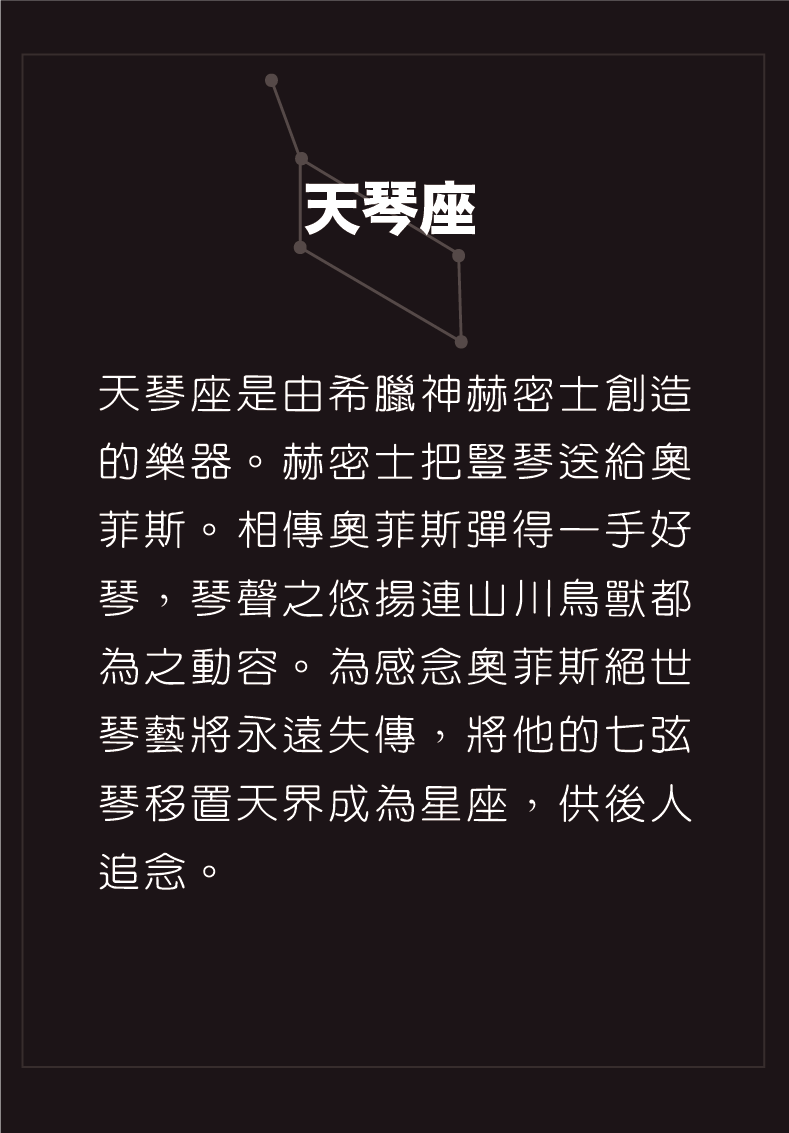 天琴座
天琴座是由希臘神赫密士創造
的樂器。赫密士把豎琴送給奧
菲斯。相傳奧菲斯彈得一手好
琴，琴聲之悠揚連山川鳥獸都
為之動容。為感念奧菲斯絕世
琴藝將永遠失傳，將他的七弦
琴移置天界成為星座，供後人
追念。